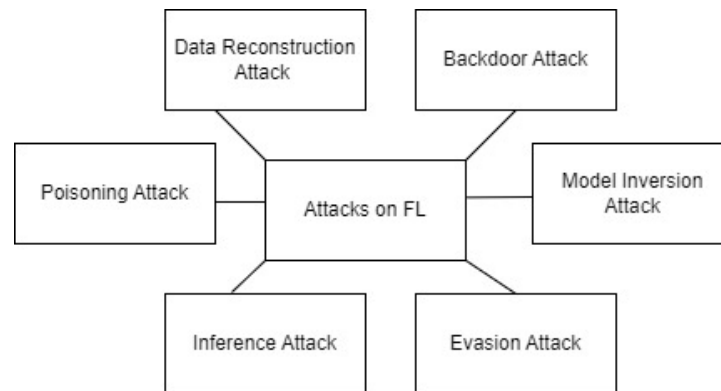 Data Reconstruction
Attack
Backdoor Attack
Poisoning Attack
Attacks on FL
Model Inversion
Attack
Inference Attack
Evasion Attack